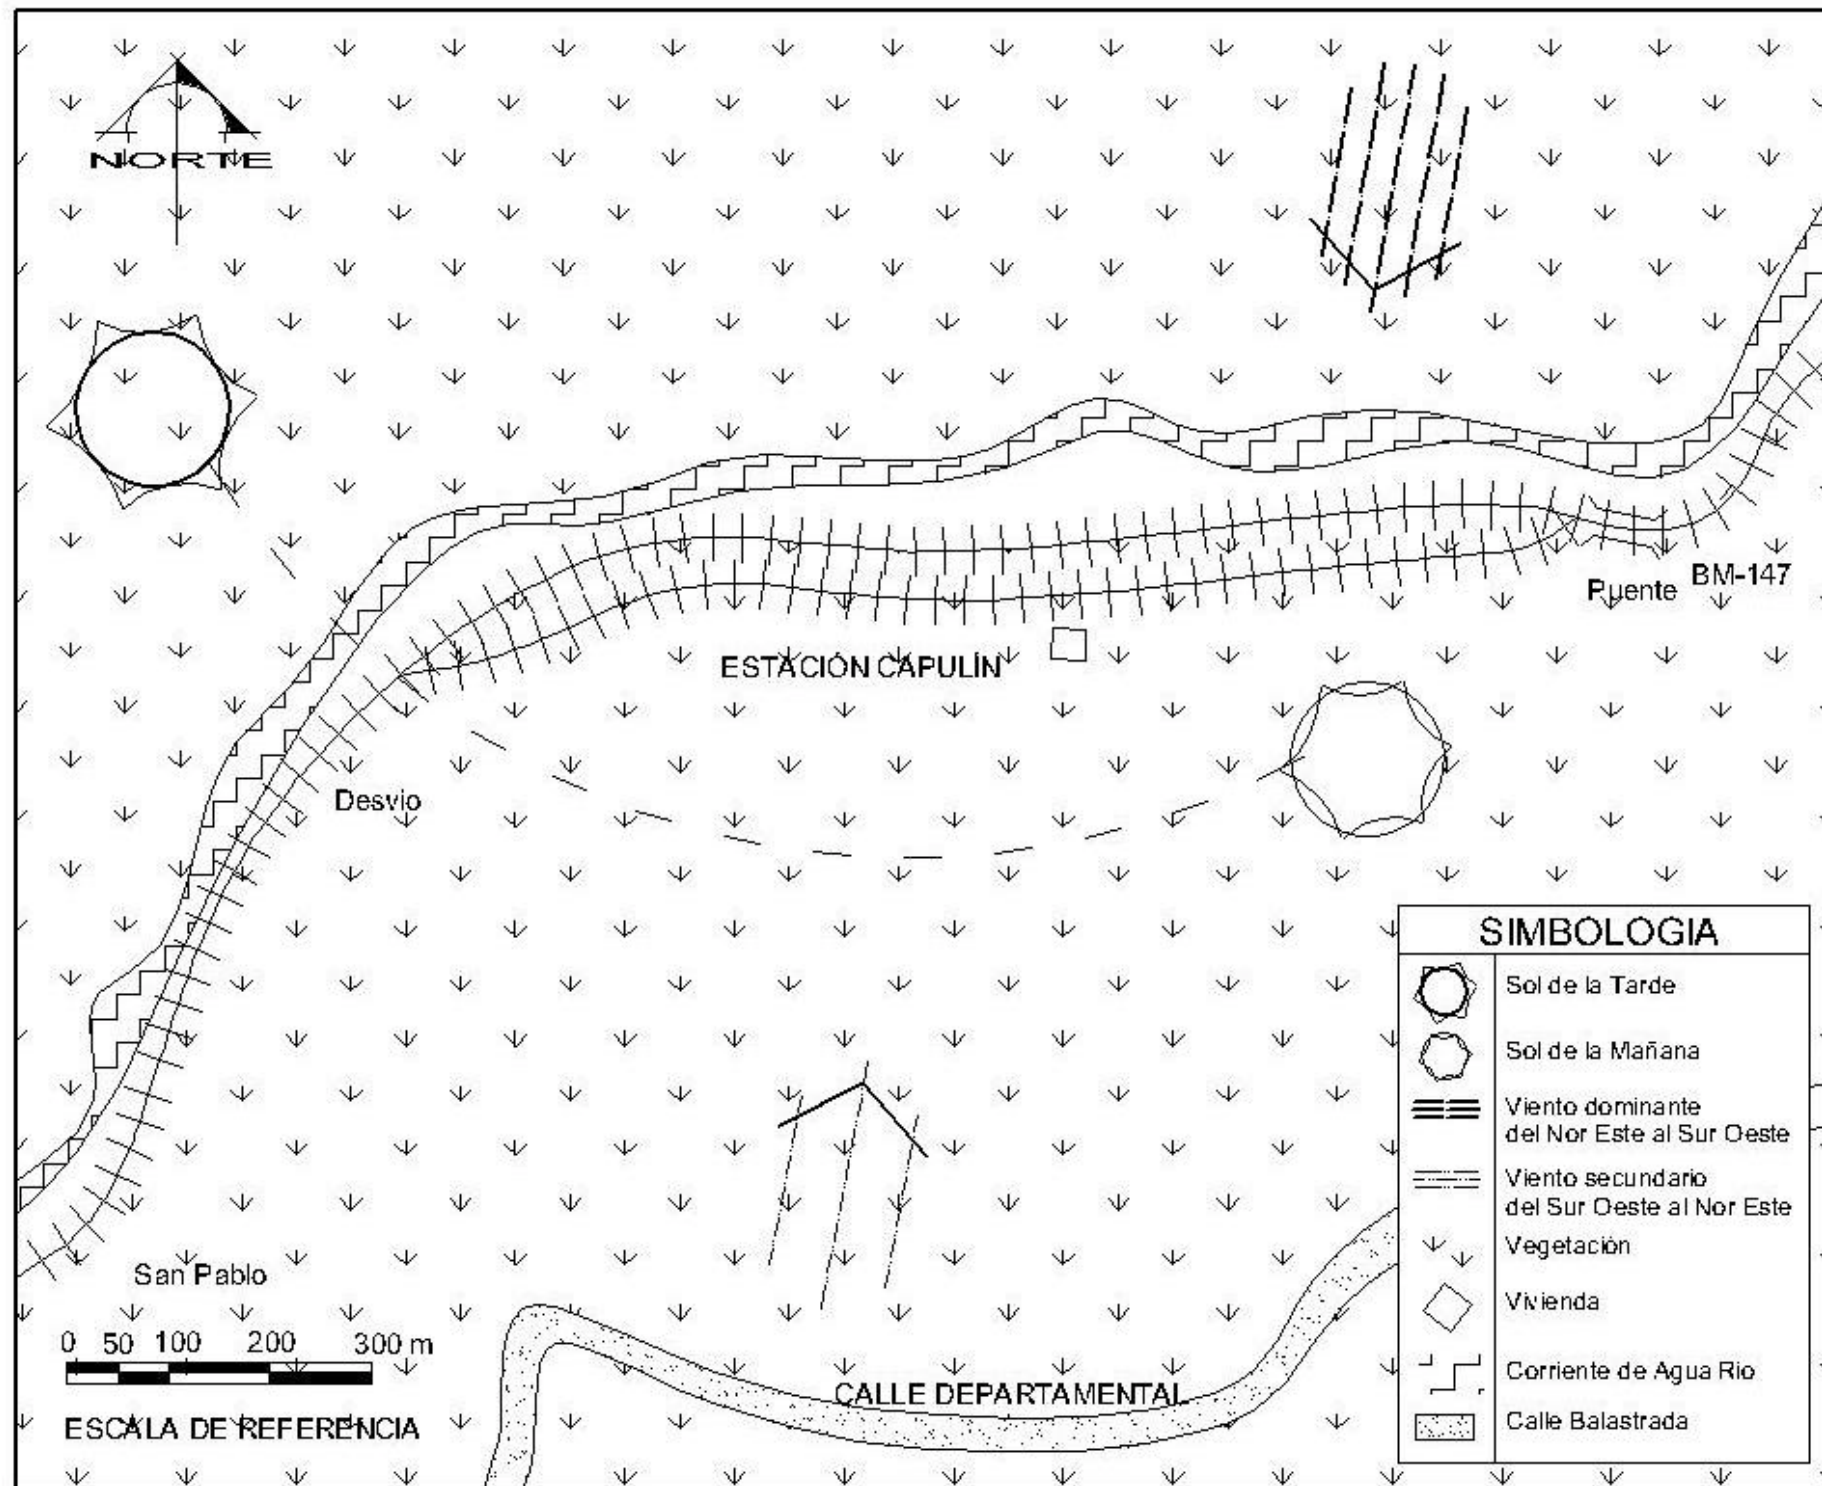 NORTE
Puente
BM-147
ESTACIÓN CAPULÍN
Desvio
San Pablo
0 50 100 200 300 m
ESCALA DE REFERENCIA
CALLE DEPARTAMENTAL
SIMBOLOGIA
Sol de la Tarde
Sol de la Mañana
Viento dominante
del Nor Este al Sur Oeste
Viento secundario
del Sur Oeste al Nor Este
Vegetación
Vivienda
Corriente de Agua Rio
Calle Balastrada